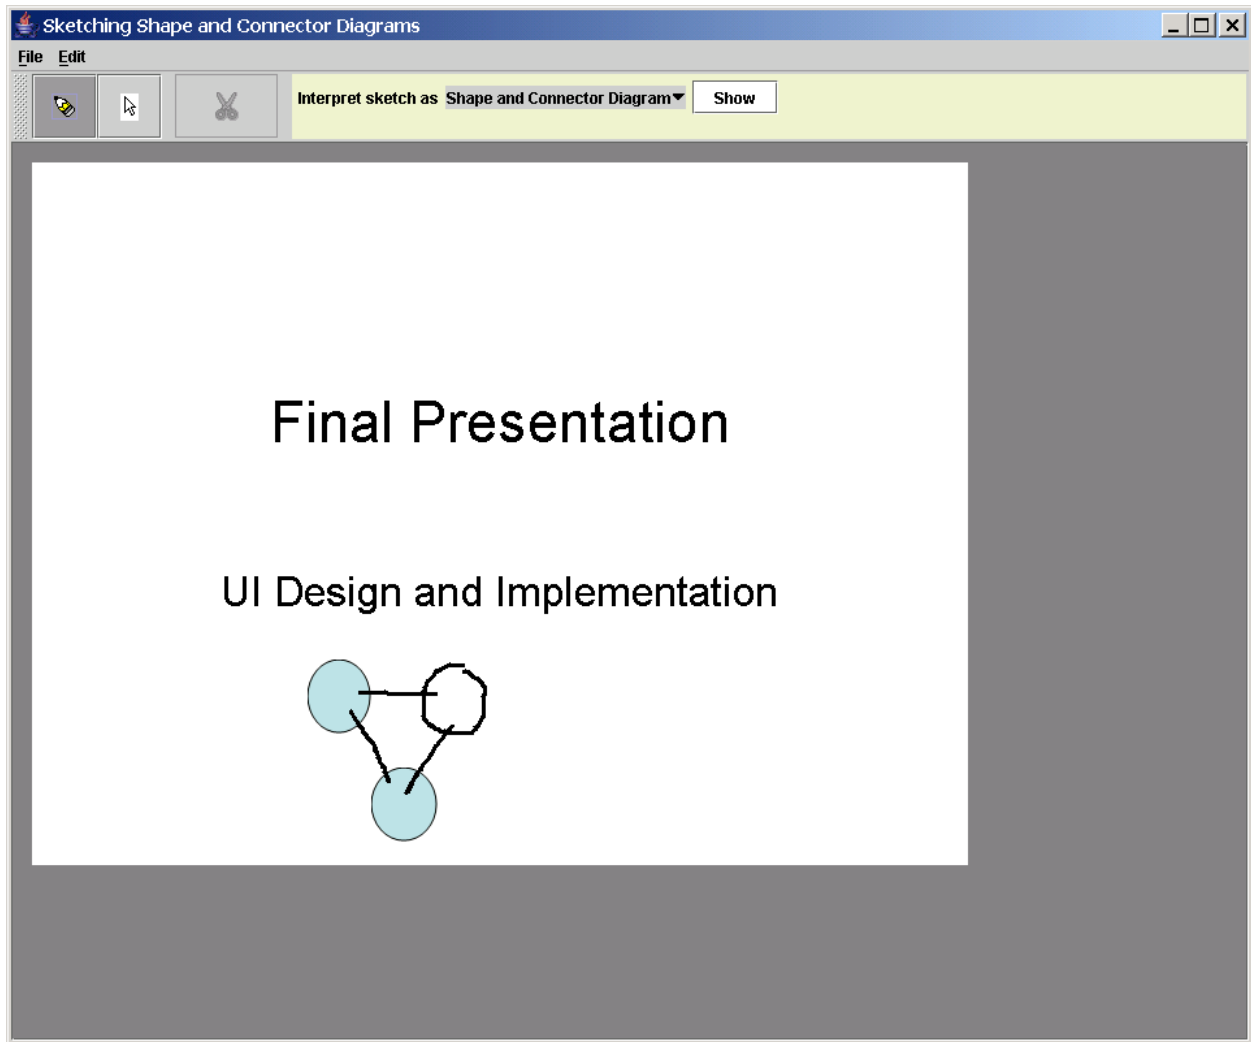 Sketching Shape and Connector Diagrams
File Edit
Interpret sketch as Shape and Connector Diagram Show
Final Presentation
UI Design and Implementation